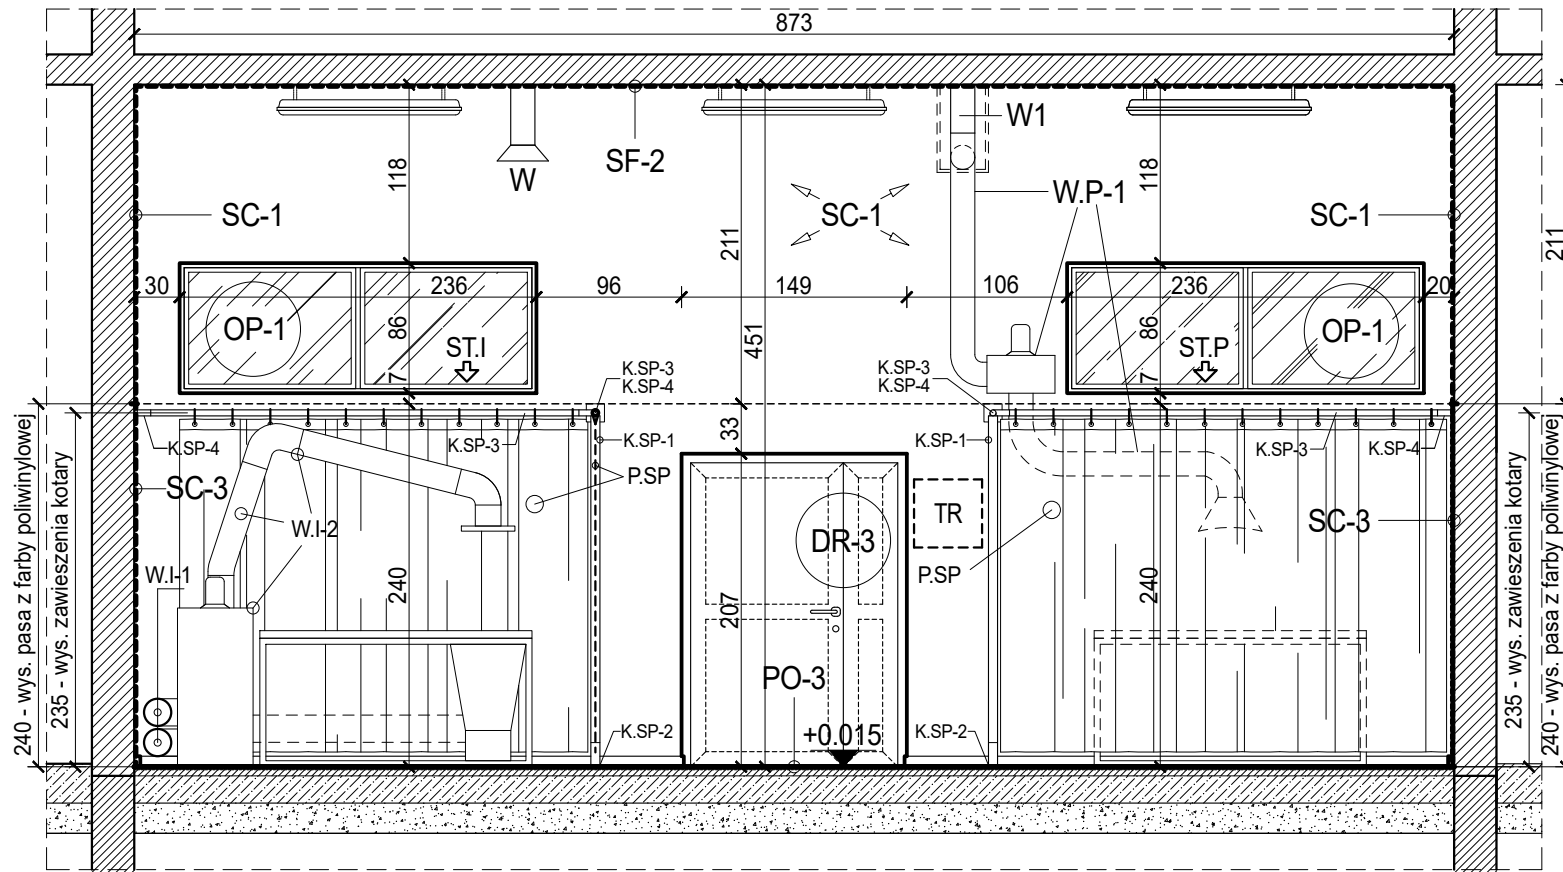 873
W1
SF-2
W
118
118
W.P-1
SC-1
SC-1
SC-1
211
211
30
236
96
149
106
236
20
OP-1
86
ST.I
451
86
ST.P
OP-1
7
7
K.SP-3
K.SP-4
K.SP-3
K.SP-4
K.SP-4
K.SP-3
K.SP-1
33
K.SP-1
K.SP-3
K.SP-4
P.SP
SC-3
W.I-2
TR
DR-3
SC-3
W.I-1
240
207
P.SP
240
PO-3
+0.015
K.SP-2
K.SP-2
240 - wys. pasa z farby poliwinylowej
235 - wys. zawieszenia kotary
235 - wys. zawieszenia kotary
240 - wys. pasa z farby poliwinylowej